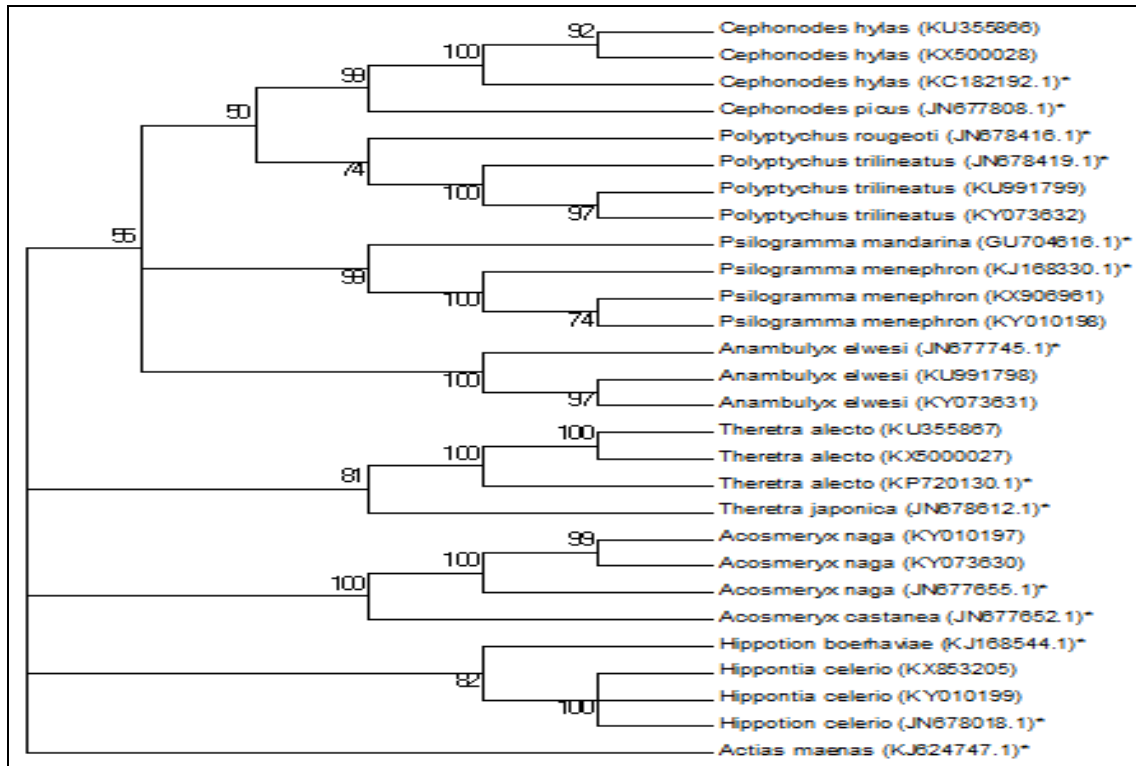 92
Cephonodes hylas (KU355866)
100
Cephonodes hylas (KX500028)
98
Cephonodes hylas (KC182192.1)*
50
Cephonodes picus (JN677808.1)*
Polyptychus rougeoti (JN678416.1)*
74
Polyptychus trilineatus (JN678419.1)*
100
Polyptychus trilineatus (KU991799)
97
Polyptychus trilineatus (KY073632)
55
Psilogramma mandarina (GU704616.1)*
98
Psilogramma menephron (KJ168330.1)*
100
Psilogramma menephron (KX906961)
74
Psilogramma menephron (KY010198)
Anambulyx elwesi (JN677745.1)*
100
Anambulyx elwesi (KU991798)
97
Anambulyx elwesi (KY073631)
100
Theretra alecto (KU355867)
100
Theretra alecto (KX5000027)
81
Theretra alecto (KP720130.1)*
Theretra japonica (JN678612.1)*
99
Acosmeryx naga (KY010197)
100
Acosmeryx naga (KY073630)
100
Acosmeryx naga (JN677655.1)*
Acosmeryx castanea (JN677652.1)*
Hippotion boerhaviae (KJ168544.1)*
82
Hippontia celerio (KX853205)
Hippontia celerio (KY010199)
100
Hippotion celerio (JN678018.1)*
Actias maenas (KJ624747.1)*